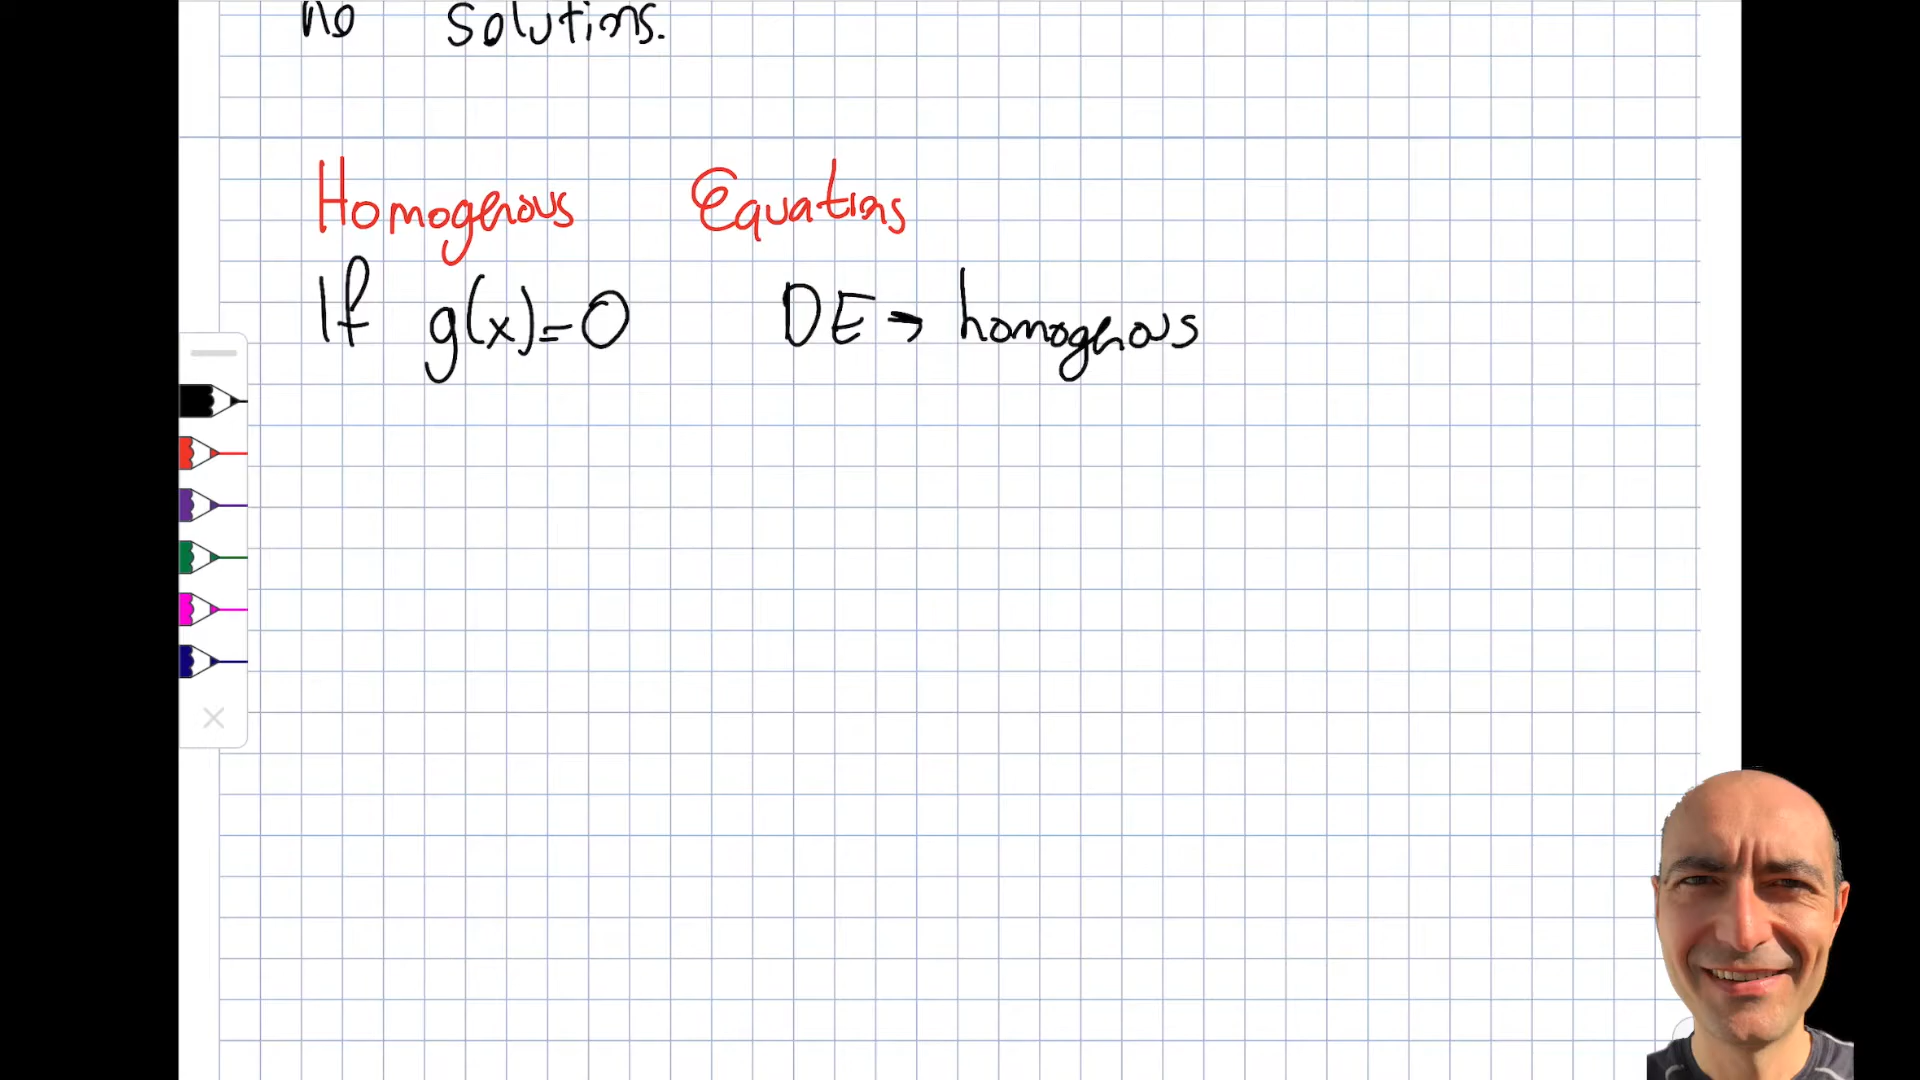 no solutions.
Homogenous Equations
If g(x)=0 DE → homogenous